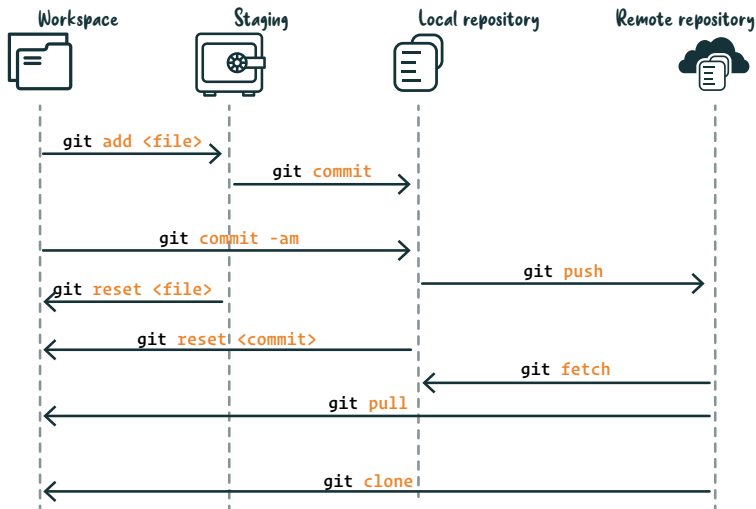 Workspace
Staging
Local repository
Remote repository
git add <file>
git commit
git commit -am
git push
git reset <file>
git reset <commit>
git fetch
git pull
git clone